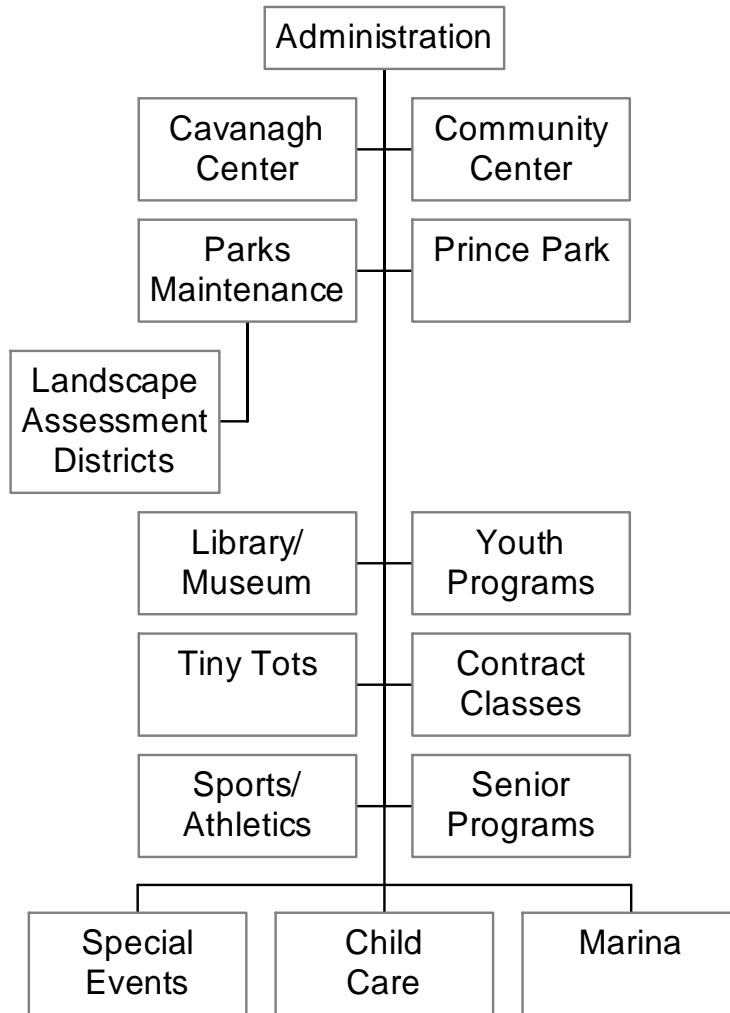 Administration
Cavanagh
Center
Community
Center
Parks
Maintenance
Prince Park
Landscape
Assessment
Districts
Library/
Museum
Youth
Programs
Tiny Tots
Contract
Classes
Sports/
Athletics
Senior
Programs
Special
Events
Child
Care
Marina